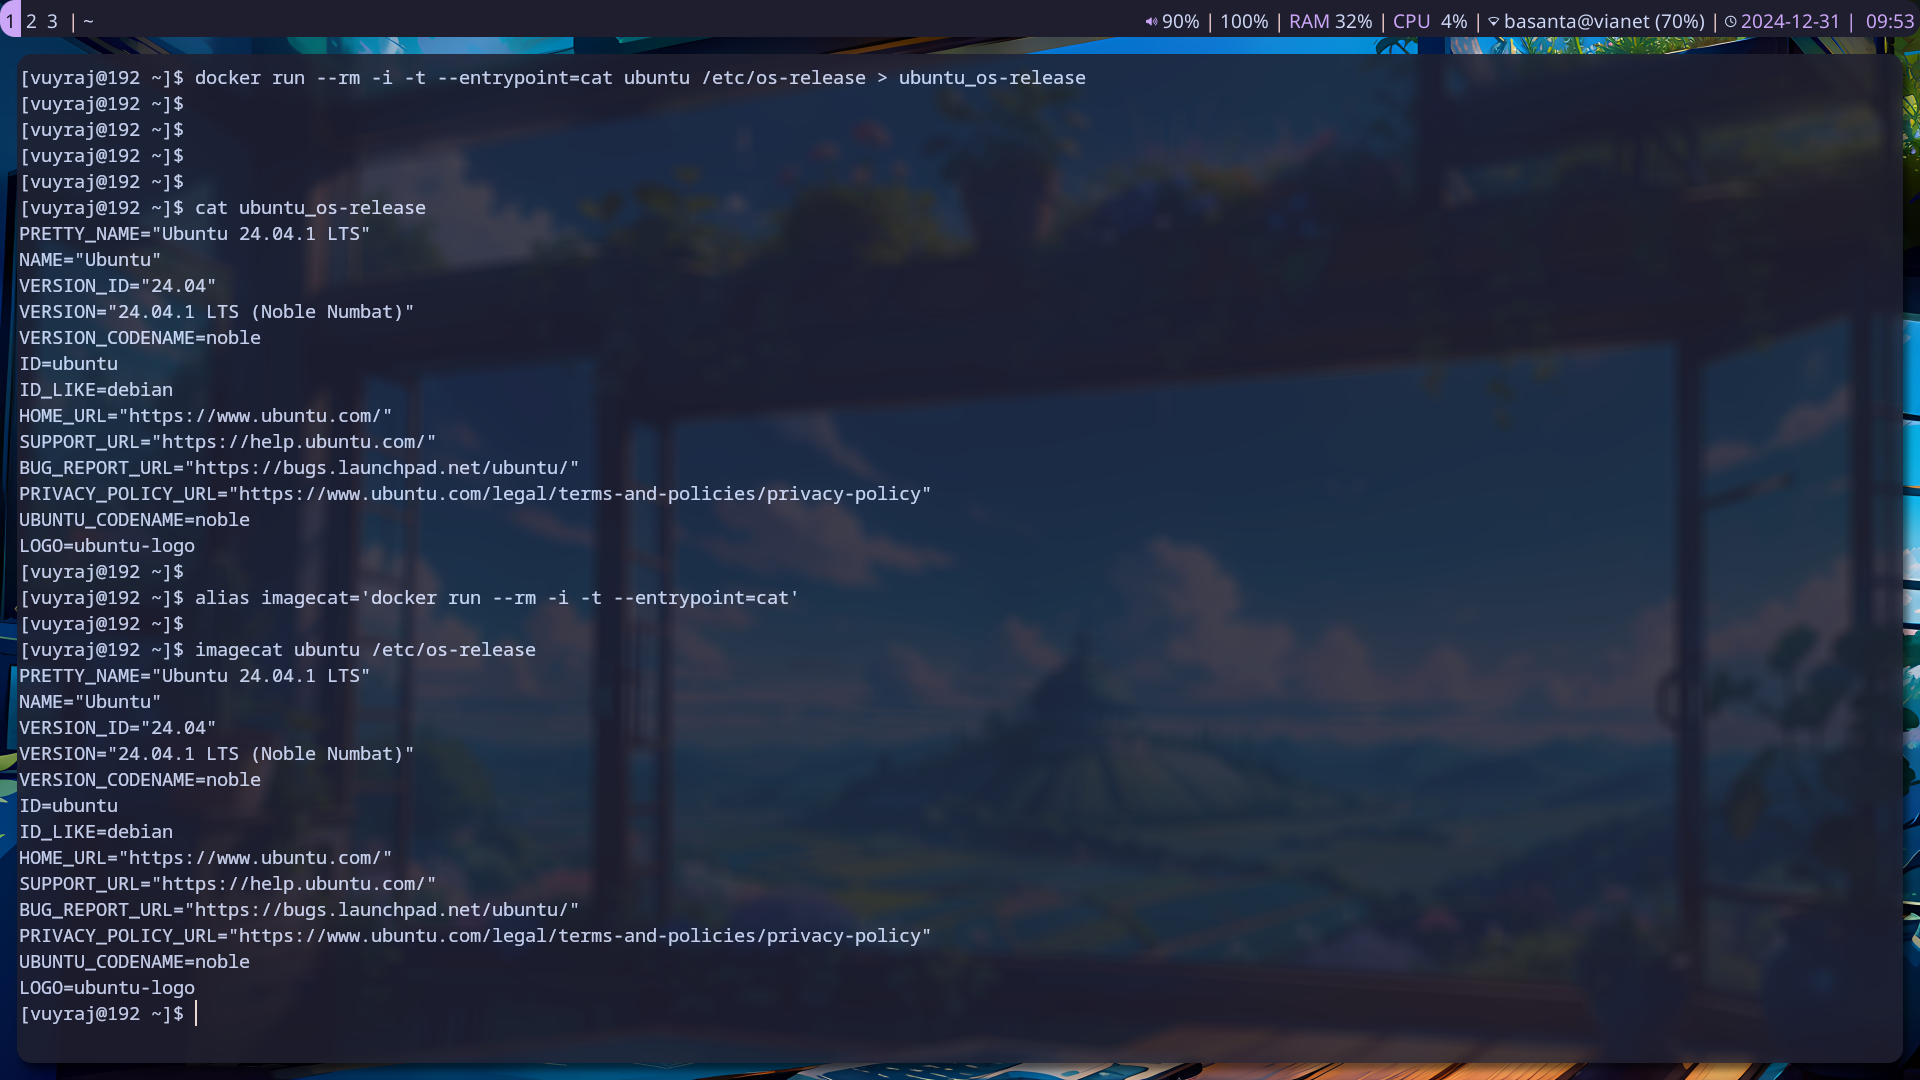 1 2 3 | ~
90% | 100% | RAM 32% | CPU 4% | basanta@vianet (70%) | 2024-12-31 | 09:53
[vuyraj@192 ~]$ docker run --rm -i -t --entrypoint=cat ubuntu /etc/os-release > ubuntu_os-release
[vuyraj@192 ~]$
[vuyraj@192 ~]$
[vuyraj@192 ~]$
[vuyraj@192 ~]$
[vuyraj@192 ~]$ cat ubuntu_os-release
PRETTY_NAME="Ubuntu 24.04.1 LTS"
NAME="Ubuntu"
VERSION_ID="24.04"
VERSION="24.04.1 LTS (Noble Numbat)"
VERSION_CODENAME=noble
ID=ubuntu
ID_LIKE=debian
HOME_URL="https://www.ubuntu.com/"
SUPPORT_URL="https://help.ubuntu.com/"
BUG_REPORT_URL="https://bugs.launchpad.net/ubuntu/"
PRIVACY_POLICY_URL="https://www.ubuntu.com/legal/terms-and-policies/privacy-policy"
UBUNTU_CODENAME=noble
LOGO=ubuntu-logo
[vuyraj@192 ~]$
[vuyraj@192 ~]$ alias imagecat='docker run --rm -i -t --entrypoint=cat'
[vuyraj@192 ~]$
[vuyraj@192 ~]$ imagecat ubuntu /etc/os-release
PRETTY_NAME="Ubuntu 24.04.1 LTS"
NAME="Ubuntu"
VERSION_ID="24.04"
VERSION="24.04.1 LTS (Noble Numbat)"
VERSION_CODENAME=noble
ID=ubuntu
ID_LIKE=debian
HOME_URL="https://www.ubuntu.com/"
SUPPORT_URL="https://help.ubuntu.com/"
BUG_REPORT_URL="https://bugs.launchpad.net/ubuntu/"
PRIVACY_POLICY_URL="https://www.ubuntu.com/legal/terms-and-policies/privacy-policy"
UBUNTU_CODENAME=noble
LOGO=ubuntu-logo
[vuyraj@192 ~]$